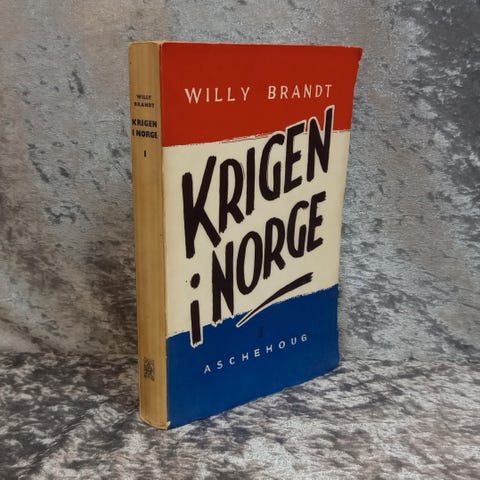 WILLY
BRANDT
KRIGEN
I NORGE
I
WILLY BRANDT
KRIGEN
i NORGE
I
ASCHEHOUG